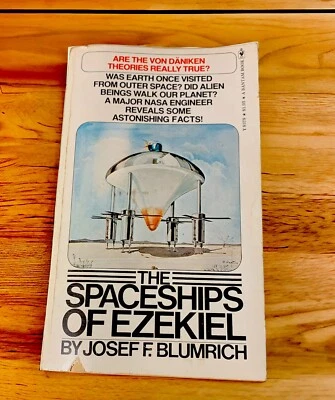 ARE THE VON DÄNIKEN
THEORIES REALLY TRUE?
WAS EARTH ONCE VISITED
FROM OUTER SPACE? DID ALIEN
BEINGS WALK OUR PLANET?
A MAJOR NASA ENGINEER
REVEALS SOME
ASTONISHING FACTS!
THE
SPACESHIPS
OF EZEKIEL
BY JOSEF F. BLUMRICH